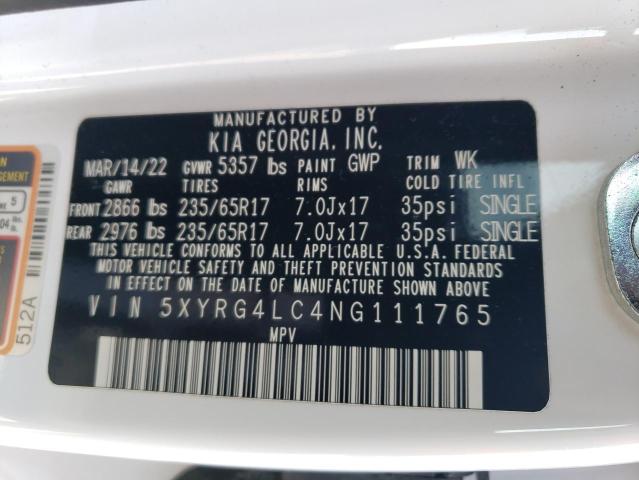 MANUFACTURED BY
KIA GEORGIA, INC.
MAR/14/22 GVWR 5357 lbs PAINT GWP TRIM WK
GAWR TIRES RIMS COLD TIRE INFL
FRONT 2866 lbs 235/65R17 7.0Jx17 35psi SINGLE
REAR 2976 lbs 235/65R17 7.0Jx17 35psi SINGLE
THIS VEHICLE CONFORMS TO ALL APPLICABLE U.S.A. FEDERAL
MOTOR VEHICLE SAFETY AND THEFT PREVENTION STANDARDS
IN EFFECT ON THE DATE OF MANUFACTURE SHOWN ABOVE
VIN 5XYRG4LC4NG111765
MPV
5
512A